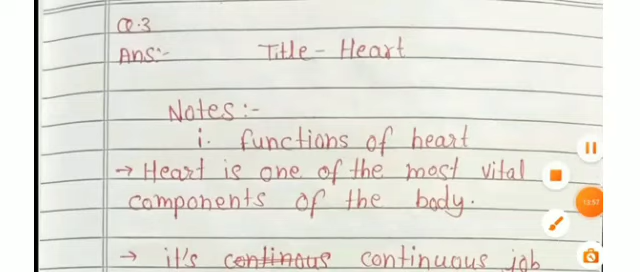 Q.3
Ans:- Title - Heart
Notes :-
i. functions of heart
→ Heart is one of the most vital
components of the body.
→ it's continous continuous job